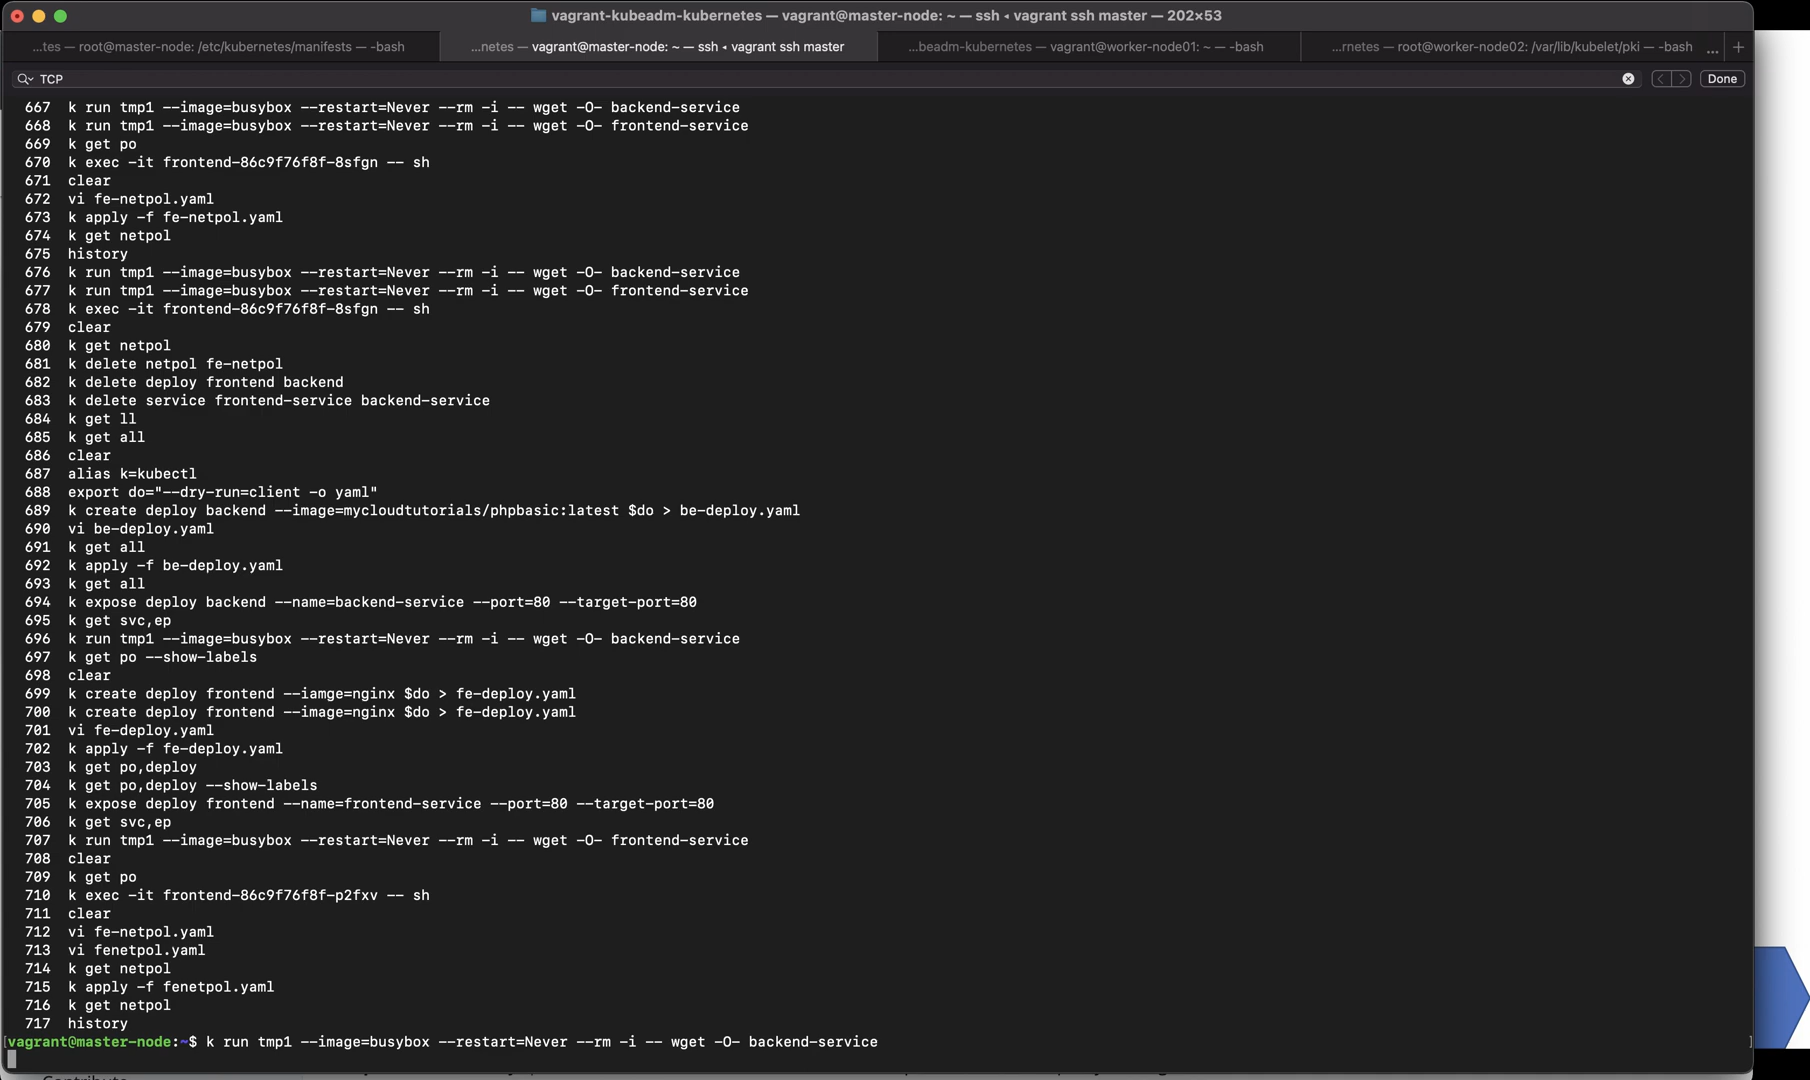 vagrant-kubeadm-kubernetes — vagrant@master-node: ~ — ssh ◂ vagrant ssh master — 202×53
...tes — root@master-node: /etc/kubernetes/manifests — -bash
...netes — vagrant@master-node: ~ — ssh ◂ vagrant ssh master
...beadm-kubernetes — vagrant@worker-node01: ~ — -bash
...rnetes — root@worker-node02: /var/lib/kubelet/pki — -bash ... +
TCP
Done
667 k run tmp1 --image=busybox --restart=Never --rm -i -- wget -O- backend-service
668 k run tmp1 --image=busybox --restart=Never --rm -i -- wget -O- frontend-service
669 k get po
670 k exec -it frontend-86c9f76f8f-8sfgn -- sh
671 clear
672 vi fe-netpol.yaml
673 k apply -f fe-netpol.yaml
674 k get netpol
675 history
676 k run tmp1 --image=busybox --restart=Never --rm -i -- wget -O- backend-service
677 k run tmp1 --image=busybox --restart=Never --rm -i -- wget -O- frontend-service
678 k exec -it frontend-86c9f76f8f-8sfgn -- sh
679 clear
680 k get netpol
681 k delete netpol fe-netpol
682 k delete deploy frontend backend
683 k delete service frontend-service backend-service
684 k get ll
685 k get all
686 clear
687 alias k=kubectl
688 export do="--dry-run=client -o yaml"
689 k create deploy backend --image=mycloudtutorials/phpbasic:latest $do > be-deploy.yaml
690 vi be-deploy.yaml
691 k get all
692 k apply -f be-deploy.yaml
693 k get all
694 k expose deploy backend --name=backend-service --port=80 --target-port=80
695 k get svc,ep
696 k run tmp1 --image=busybox --restart=Never --rm -i -- wget -O- backend-service
697 k get po --show-labels
698 clear
699 k create deploy frontend --iamge=nginx $do > fe-deploy.yaml
700 k create deploy frontend --image=nginx $do > fe-deploy.yaml
701 vi fe-deploy.yaml
702 k apply -f fe-deploy.yaml
703 k get po,deploy
704 k get po,deploy --show-labels
705 k expose deploy frontend --name=frontend-service --port=80 --target-port=80
706 k get svc,ep
707 k run tmp1 --image=busybox --restart=Never --rm -i -- wget -O- frontend-service
708 clear
709 k get po
710 k exec -it frontend-86c9f76f8f-p2fxv -- sh
711 clear
712 vi fe-netpol.yaml
713 vi fenetpol.yaml
714 k get netpol
715 k apply -f fenetpol.yaml
716 k get netpol
717 history
[vagrant@master-node:~$ k run tmp1 --image=busybox --restart=Never --rm -i -- wget -O- backend-service ]